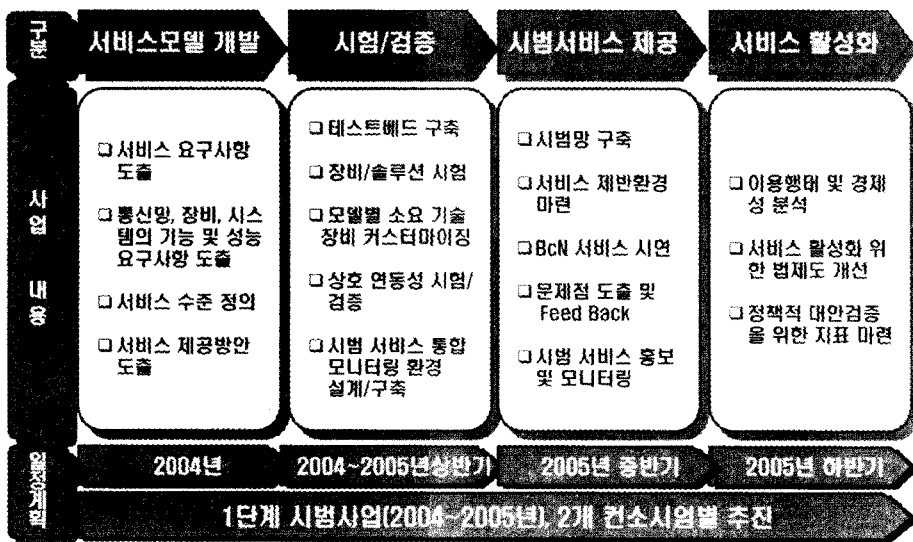 구분
서비스모델 개발
시험/검증
시범서비스 제공
서비스 활성화
사업 내용
❑ 서비스 요구사항
도출
❑ 통신망, 장비, 시스
템의 기능 및 성능
요구사항 도출
❑ 서비스 수준 정의
❑ 서비스 제공방안
도출
❑ 테스트베드 구축
❑ 장비/솔루션 시험
❑ 모델별 소요 기술
장비 커스터마이징
❑ 상호 연동성 시험/
검증
❑ 시범 서비스 통합
모니터링 환경
설계/구축
❑ 시범망 구축
❑ 서비스 제반환경
마련
❑ BcN 서비스 시연
❑ 문제점 도출 및
Feed Back
❑ 시범 서비스 홍보
및 모니터링
❑ 이용행태 및 경제
성 분석
❑ 서비스 활성화 위
한 법제도 개선
❑ 정책적 대안검증
을 위한 지표 마련
일정계획
2004년
2004~2005년상반기
2005년 중반기
2005년 하반기
1단계 시범사업(2004~2005년), 2개 컨소시엄별 추진